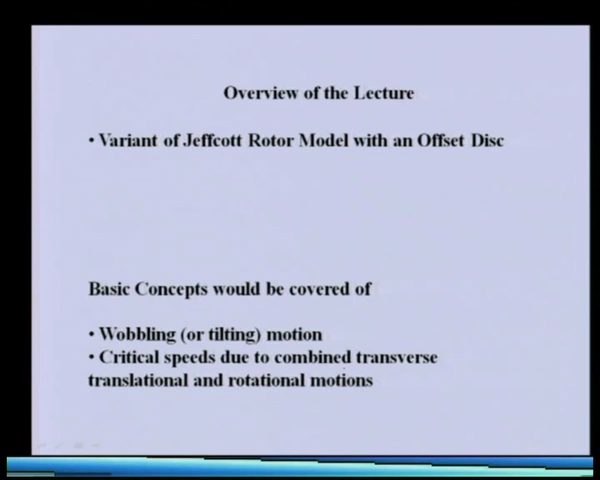 Overview of the Lecture
• Variant of Jeffcott Rotor Model with an Offset Disc
Basic Concepts would be covered of
• Wobbling (or tilting) motion
• Critical speeds due to combined transverse
translational and rotational motions